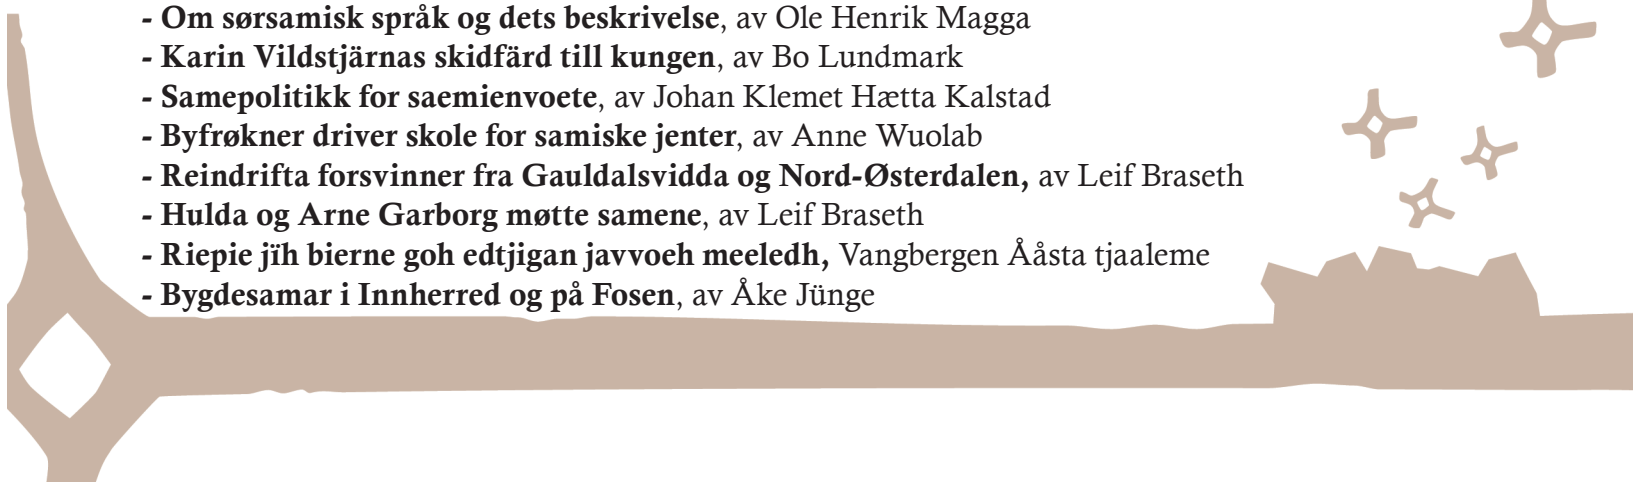 - Om sørsamisk språk og dets beskrivelse, av Ole Henrik Magga
- Karin Vildstjärnas skidfärd till kungen, av Bo Lundmark
- Samepolitikk for saemienvoete, av Johan Klemet Hætta Kalstad
- Byfrøkner driver skole for samiske jenter, av Anne Wuolab
- Reindrifta forsvinner fra Gauldalsvidda og Nord-Østerdalen, av Leif Braseth
- Hulda og Arne Garborg møtte samene, av Leif Braseth
- Riepie jïh bierne goh edtjigan javvoeh meeledh, Vangbergen Ååsta tjaaleme
- Bygdesamar i Innherred og på Fosen, av Åke Jünge